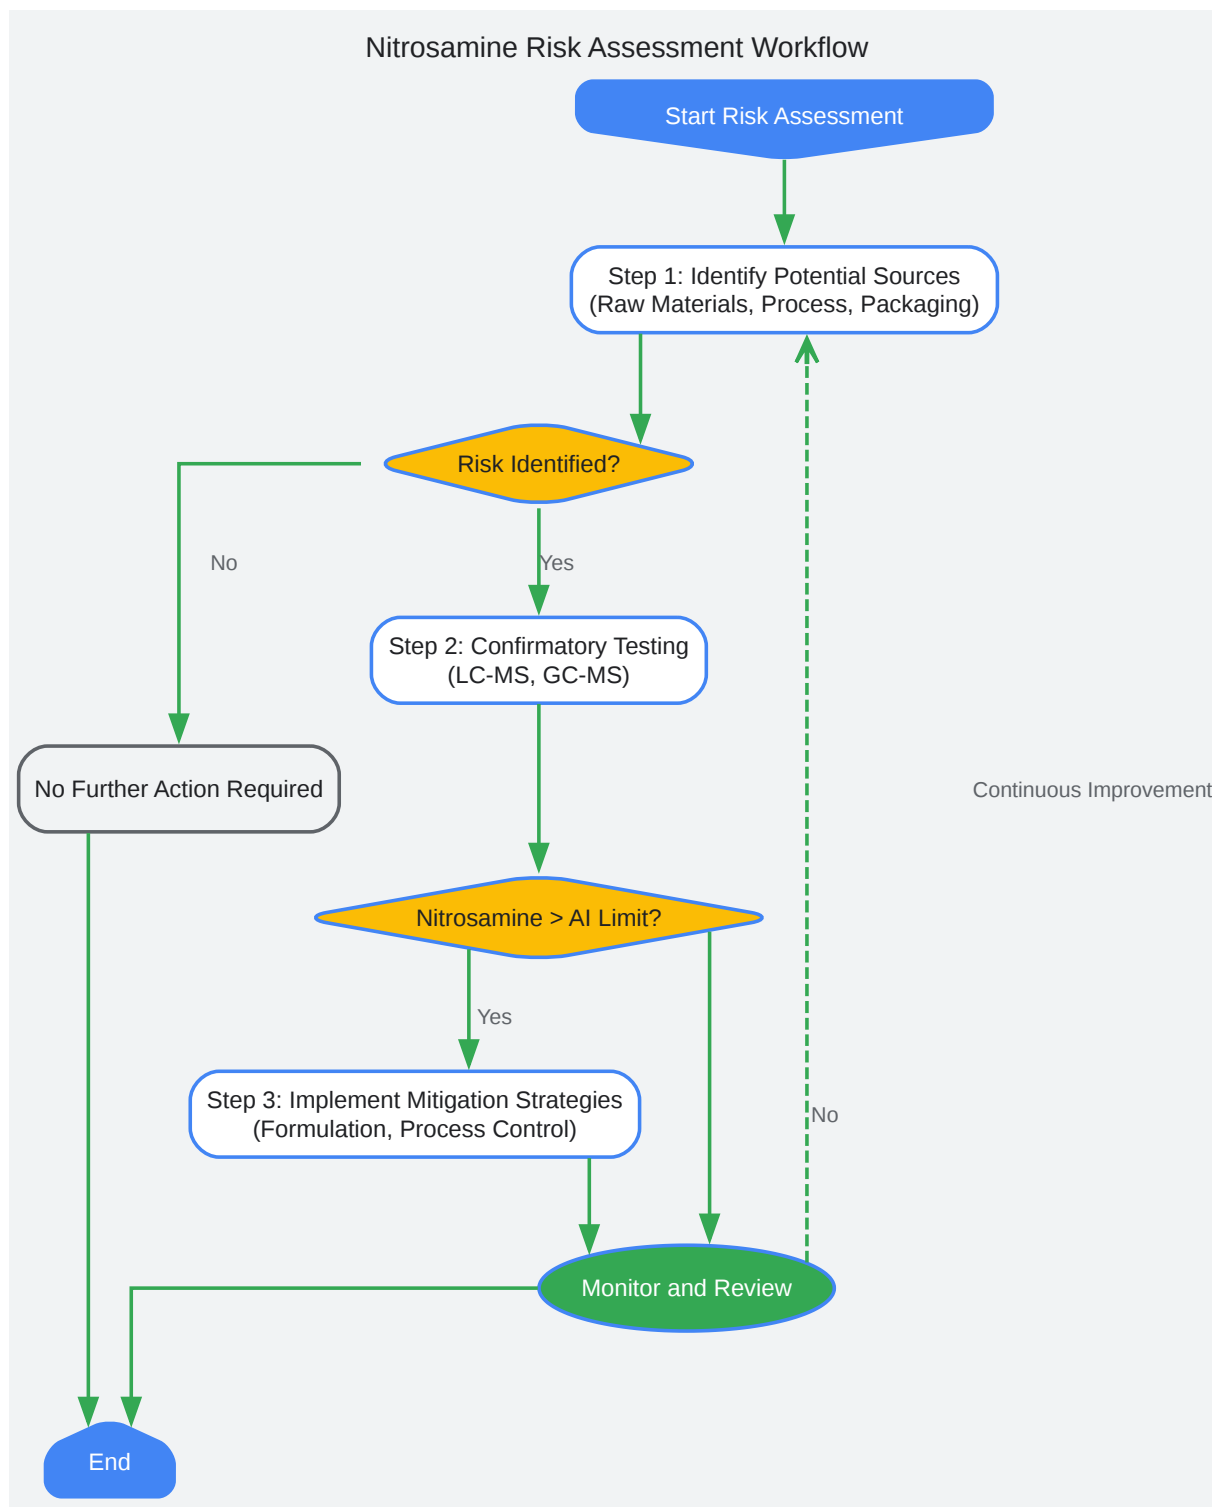 Nitrosamine Risk Assessment Workflow
Start Risk Assessment
Step 1: Identify Potential Sources
(Raw Materials, Process, Packaging)
Risk Identified?
No
Yes
Step 2: Confirmatory Testing
(LC-MS, GC-MS)
No Further Action Required
Continuous Improvement
Nitrosamine > AI Limit?
Yes
Step 3: Implement Mitigation Strategies
(Formulation, Process Control)
No
Monitor and Review
End